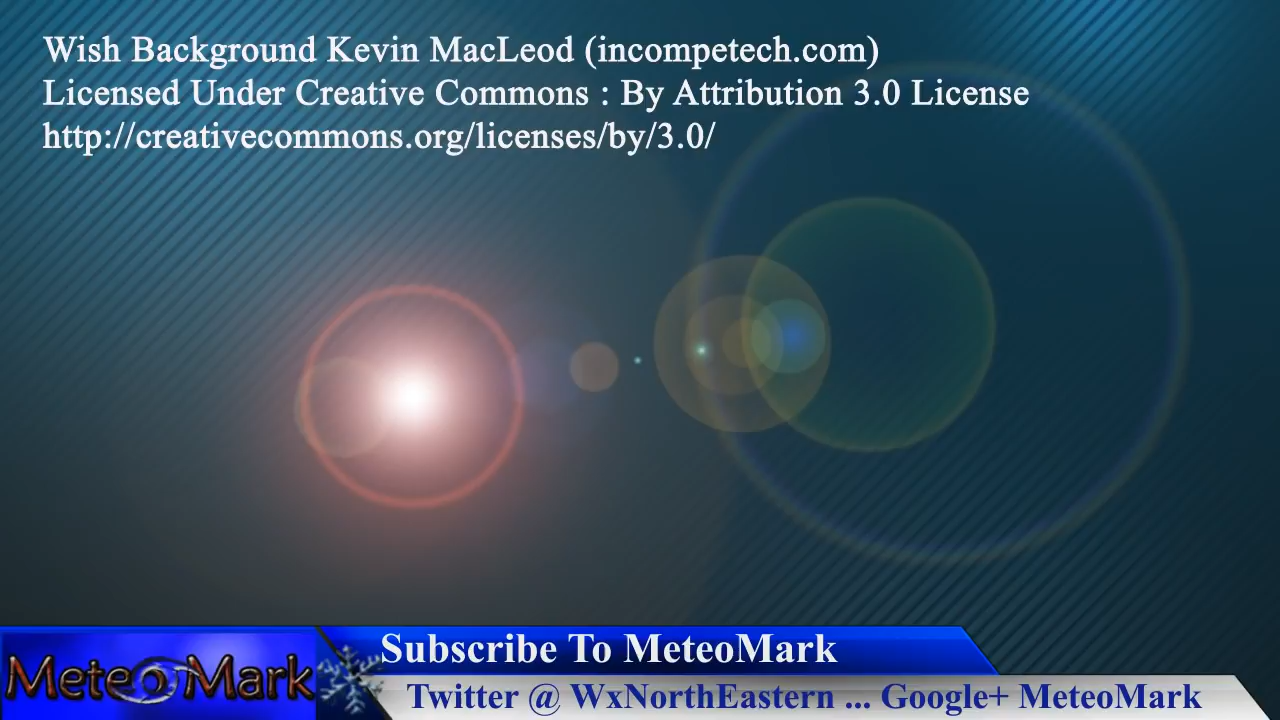 Wish Background Kevin MacLeod (incompetech.com)
Licensed Under Creative Commons : By Attribution 3.0 License
http://creativecommons.org/licenses/by/3.0/
Subscribe To MeteoMark
MeteoMark
Twitter @ WxNorthEastern ... Google+ MeteoMark